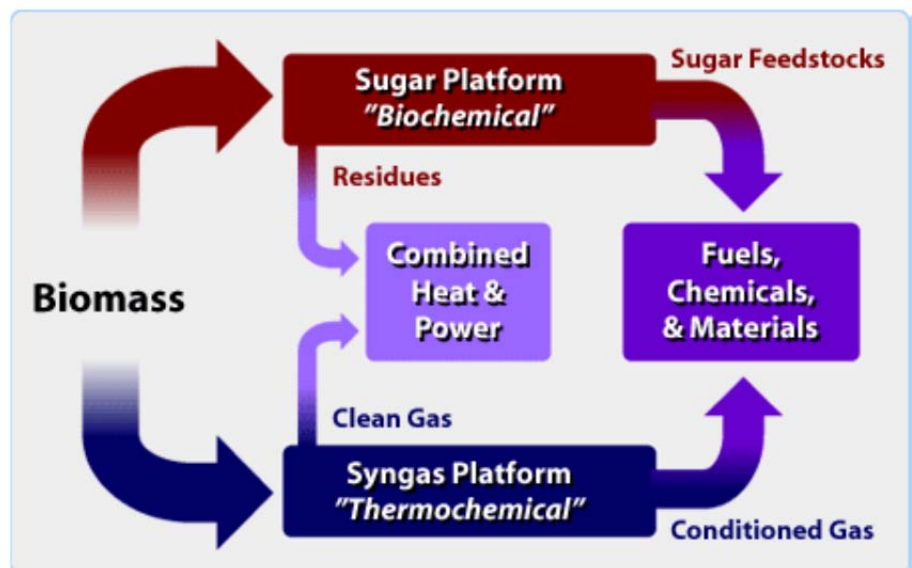 Sugar Platform
"Biochemical"
Sugar Feedstocks
Residues
Biomass
Combined
Heat &
Power
Fuels,
Chemicals,
& Materials
Clean Gas
Syngas Platform
"Thermochemical"
Conditioned Gas